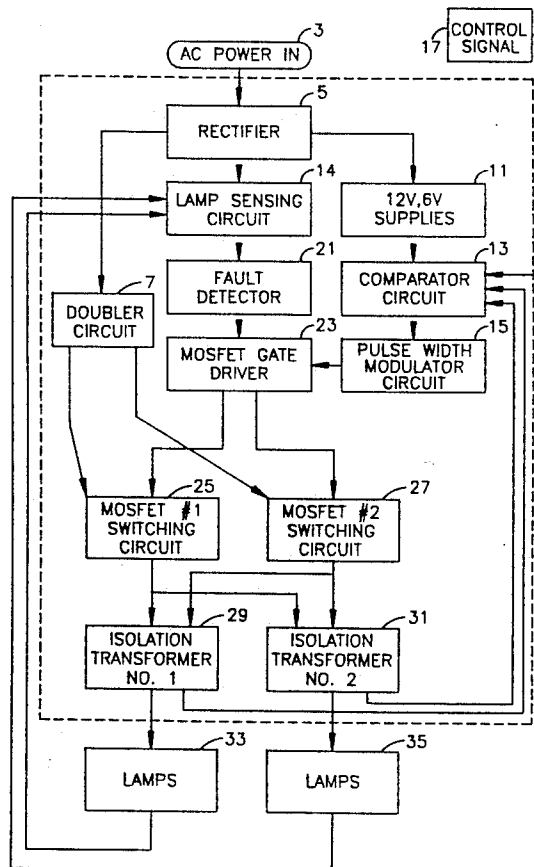 3
AC POWER IN
17
CONTROL
SIGNAL
5
RECTIFIER
14
LAMP SENSING
CIRCUIT
11
12V,6V
SUPPLIES
21
FAULT
DETECTOR
13
COMPARATOR
CIRCUIT
7
DOUBLER
CIRCUIT
23
MOSFET GATE
DRIVER
15
PULSE WIDTH
MODULATOR
CIRCUIT
25
MOSFET #1
SWITCHING
CIRCUIT
27
MOSFET #2
SWITCHING
CIRCUIT
29
ISOLATION
TRANSFORMER
NO. 1
31
ISOLATION
TRANSFORMER
NO. 2
33
LAMPS
35
LAMPS